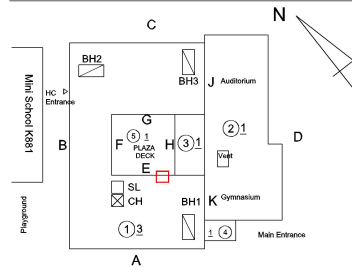 N
C
BH2
BH3
J Auditorium
HC
Entrance
Mini School K881
G
F 5 1
PLAZA
DECK
H 3 1
2 1
B
D
E
Vent
SL
CH
BH1
K Gymnasium
Playground
1 3
1 4
Main Entrance
A